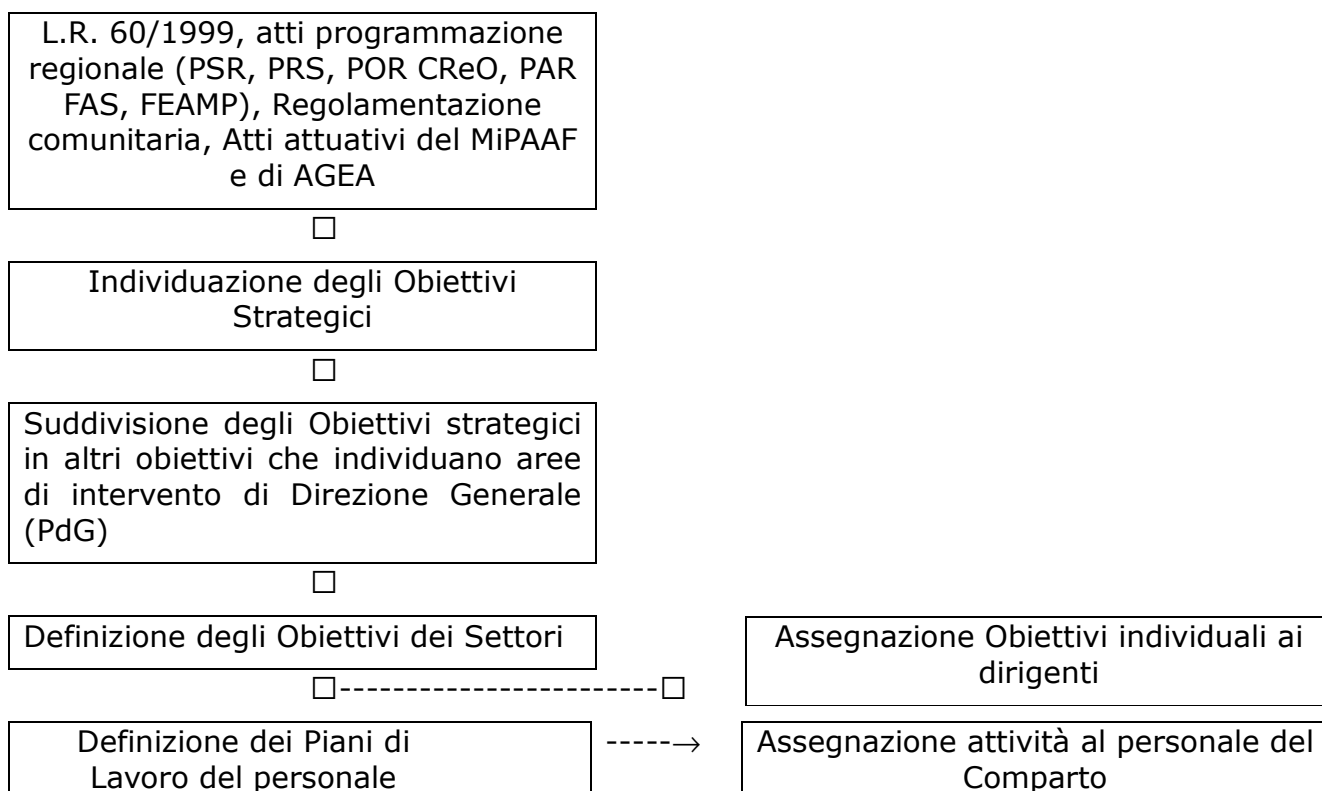 L.R. 60/1999, atti programmazione
regionale (PSR, PRS, POR CReO, PAR
FAS, FEAMP), Regolamentazione
comunitaria, Atti attuativi del MiPAAF
e di AGEA
□
Individuazione degli Obiettivi
Strategici
□
Suddivisione degli Obiettivi strategici
in altri obiettivi che individuano aree
di intervento di Direzione Generale
(PdG)
□
Definizione degli Obiettivi dei Settori
Assegnazione Obiettivi individuali ai
dirigenti
□------------------------□
Definizione dei Piani di
Lavoro del personale
-----→
Assegnazione attività al personale del
Comparto